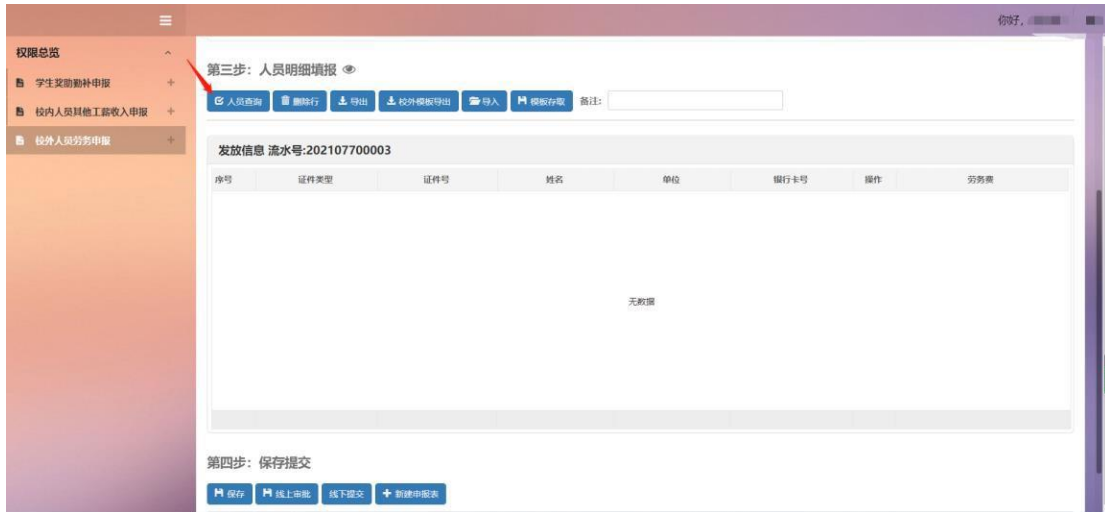 你好,
权限总览
学生奖助勤补申报
校内人员其他工薪收入申报
校外人员劳务申报
第三步：人员明细填报
人员查询 删除行 导出 校外模板导出 导入 模板存取 备注:
发放信息 流水号:202107700003
序号 证件类型 证件号 姓名 单位 银行卡号 操作 劳务费
无数据
第四步：保存提交
保存 线上审批 线下提交 新建申报表